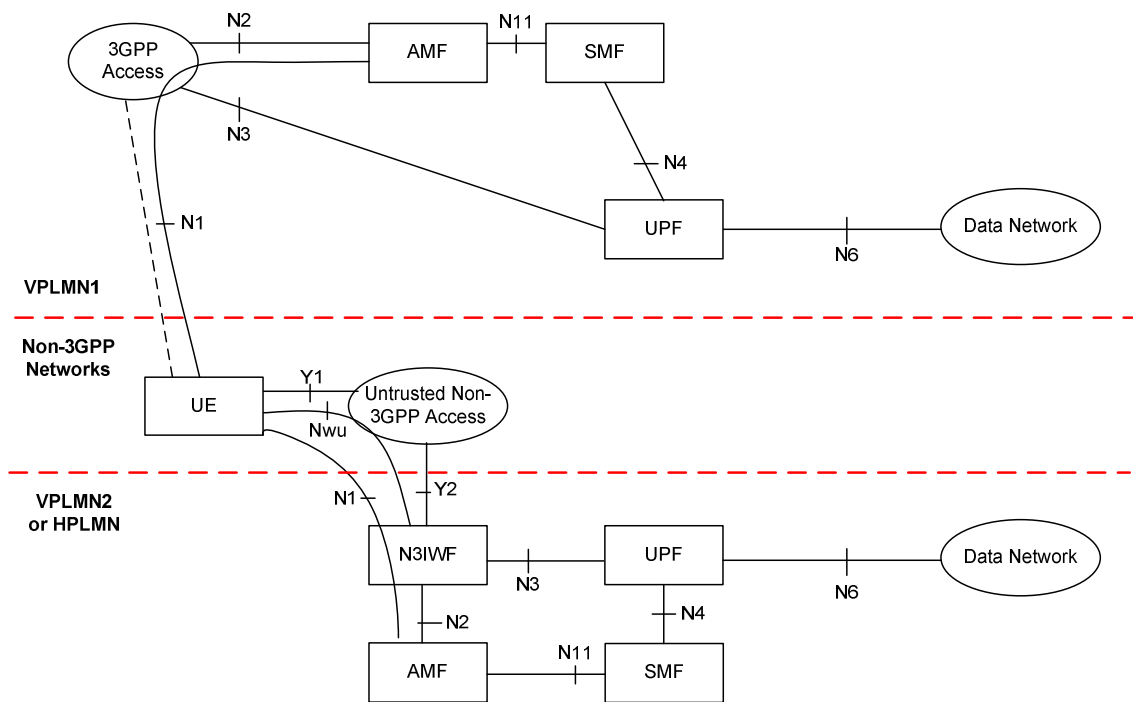 N2
3GPP
Access
AMF
N11
SMF
N3
N4
N1
UPF
N6
Data Network
VPLMN1
Non-3GPP
Networks
UE
Y1
Untrusted Non-
3GPP Access
Nwu
VPLMN2
or HPLMN
N1
Y2
N3IWF
N3
UPF
N6
Data Network
N2
N4
AMF
N11
SMF